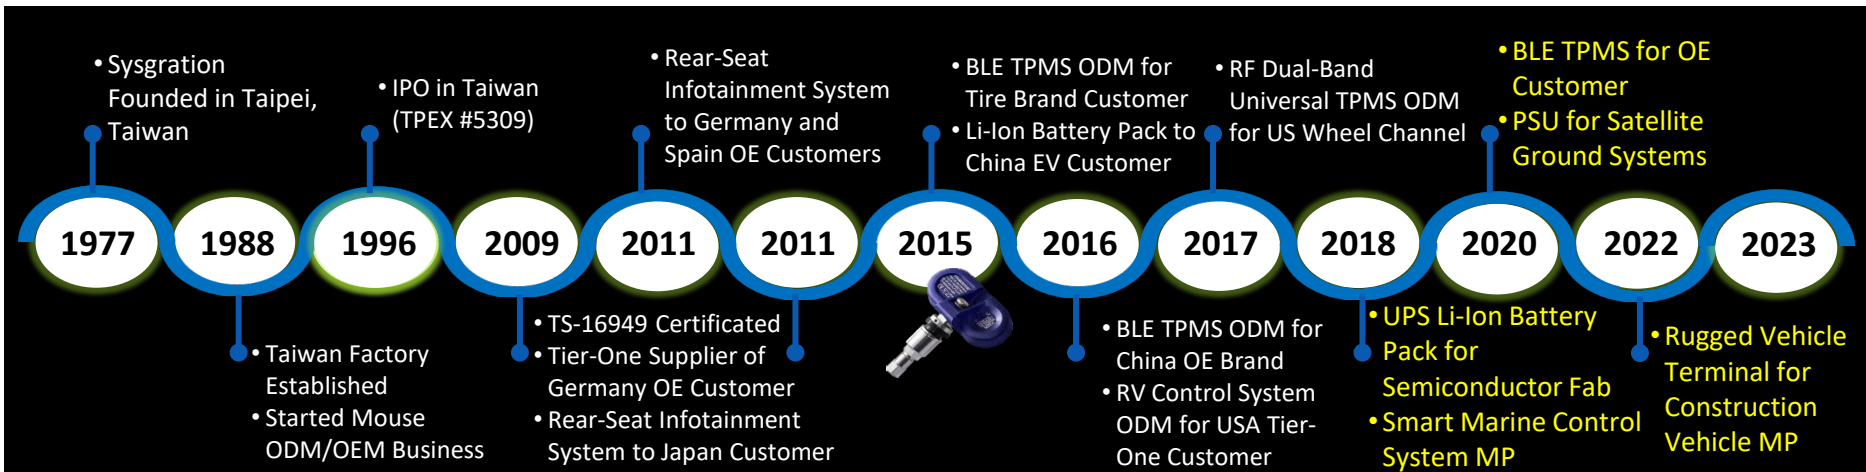 • Sysgration
Founded in Taipei,
Taiwan
• IPO in Taiwan
(TPEX #5309)
• Rear-Seat
Infotainment System
to Germany and
Spain OE Customers
• BLE TPMS ODM for
Tire Brand Customer
• Li-Ion Battery Pack to
China EV Customer
• RF Dual-Band
Universal TPMS ODM
for US Wheel Channel
• BLE TPMS for OE
Customer
• PSU for Satellite
Ground Systems
1977
1988
1996
2009
2011
2011
2015
2016
2017
2018
2020
2022
2023
• Taiwan Factory
Established
• Started Mouse
ODM/OEM Business
• TS-16949 Certificated
• Tier-One Supplier of
Germany OE Customer
• Rear-Seat Infotainment
System to Japan Customer
• BLE TPMS ODM for
China OE Brand
• RV Control System
ODM for USA Tier-
One Customer
• UPS Li-Ion Battery
Pack for
Semiconductor Fab
• Smart Marine Control
System MP
• Rugged Vehicle
Terminal for
Construction
Vehicle MP